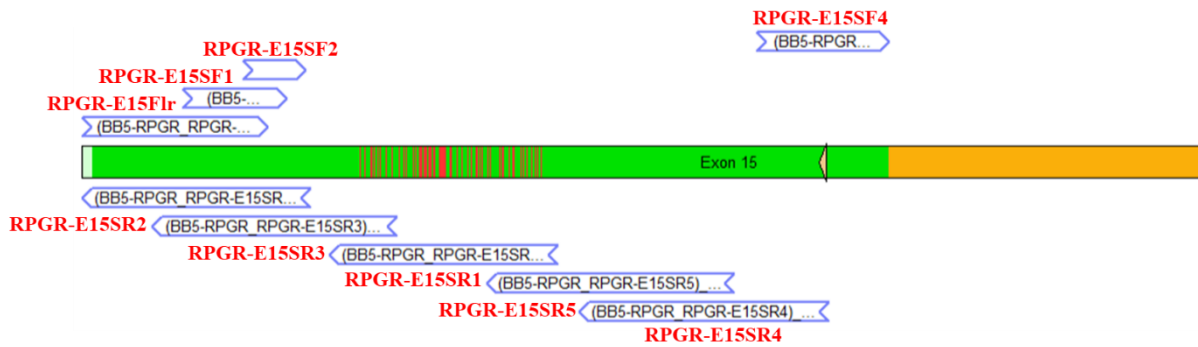 RPGR-E15SF4
(BB5-RPGR...
RPGR-E15SF2
RPGR-E15SF1
(BB5-...
RPGR-E15Flr
(BB5-RPGR_RPGR-...
Exon 15
(BB5-RPGR_RPGR-E15SR...
RPGR-E15SR2
(BB5-RPGR_RPGR-E15SR3)...
RPGR-E15SR3
(BB5-RPGR_RPGR-E15SR...
RPGR-E15SR1
(BB5-RPGR_RPGR-E15SR5)_...
RPGR-E15SR5
(BB5-RPGR_RPGR-E15SR4)_...
RPGR-E15SR4